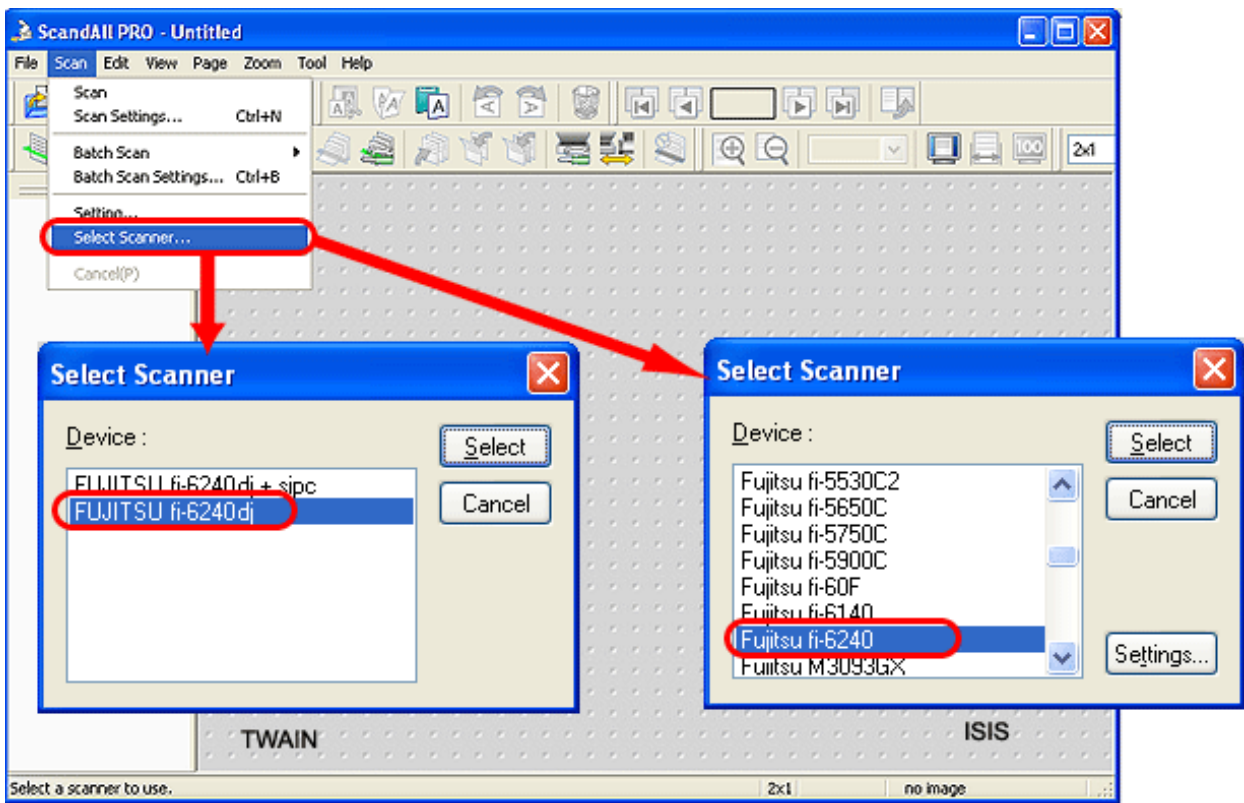 ScandAll PRO - Untitled
File Scan Edit View Page Zoom Tool Help
Scan
Scan Settings... Ctrl+N
Batch Scan
Batch Scan Settings... Ctrl+B
Setting...
Select Scanner...
Cancel(P)
100
2x1
Select Scanner
Device :
FUJITSU fi-6240dj + sipc
FUJITSU fi-6240dj
Select
Cancel
TWAIN
Select Scanner
Device :
Fujitsu fi-5530C2
Fujitsu fi-5650C
Fujitsu fi-5750C
Fujitsu fi-5900C
Fujitsu fi-60F
Fujitsu fi-6140
Fujitsu fi-6240
Fujitsu M3093GX
Select
Cancel
Settings...
ISIS
Select a scanner to use. 2x1 no image